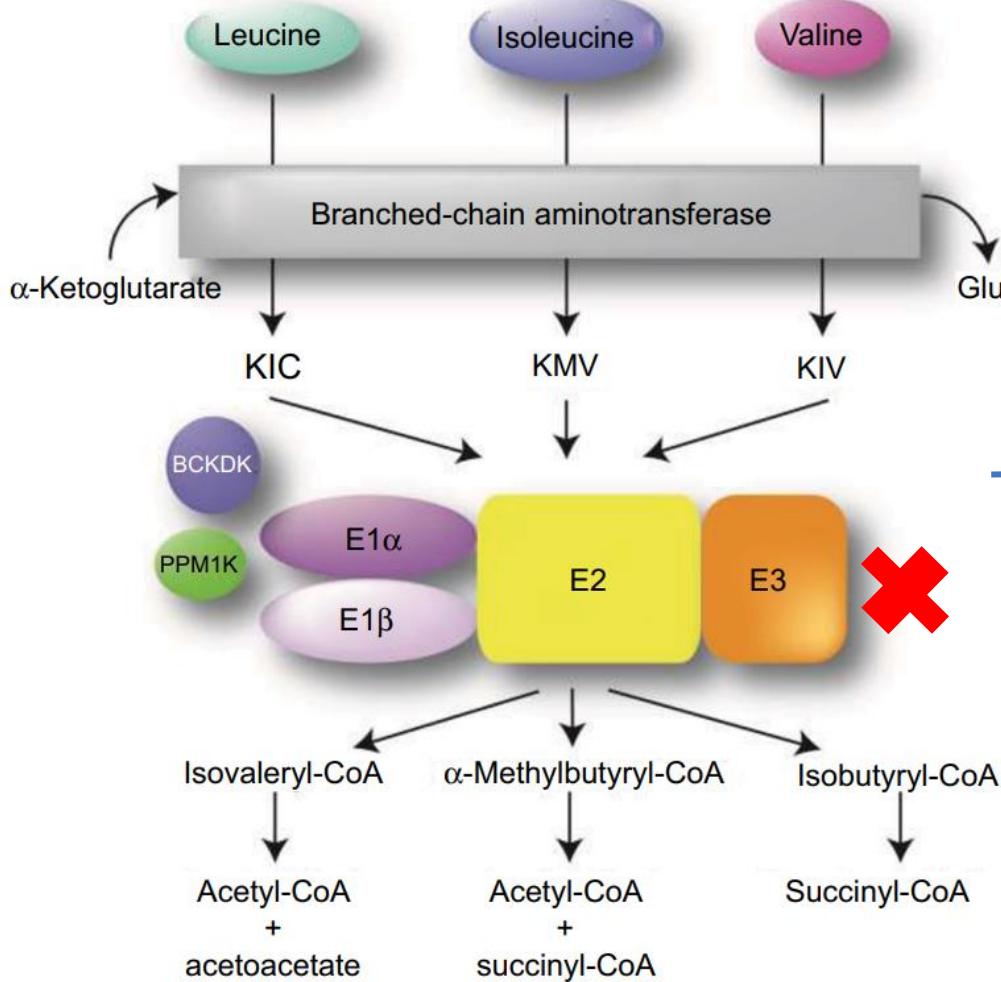 Leucine
Isoleucine
Valine
Branched-chain aminotransferase
α-Ketoglutarate
Glu
KIC
KMV
KIV
BCKDK
PPM1K
E1α
E1β
E2
E3
Isovaleryl-CoA
α-Methylbutyryl-CoA
Isobutyryl-CoA
Acetyl-CoA
+
acetoacetate
Acetyl-CoA
+
succinyl-CoA
Succinyl-CoA